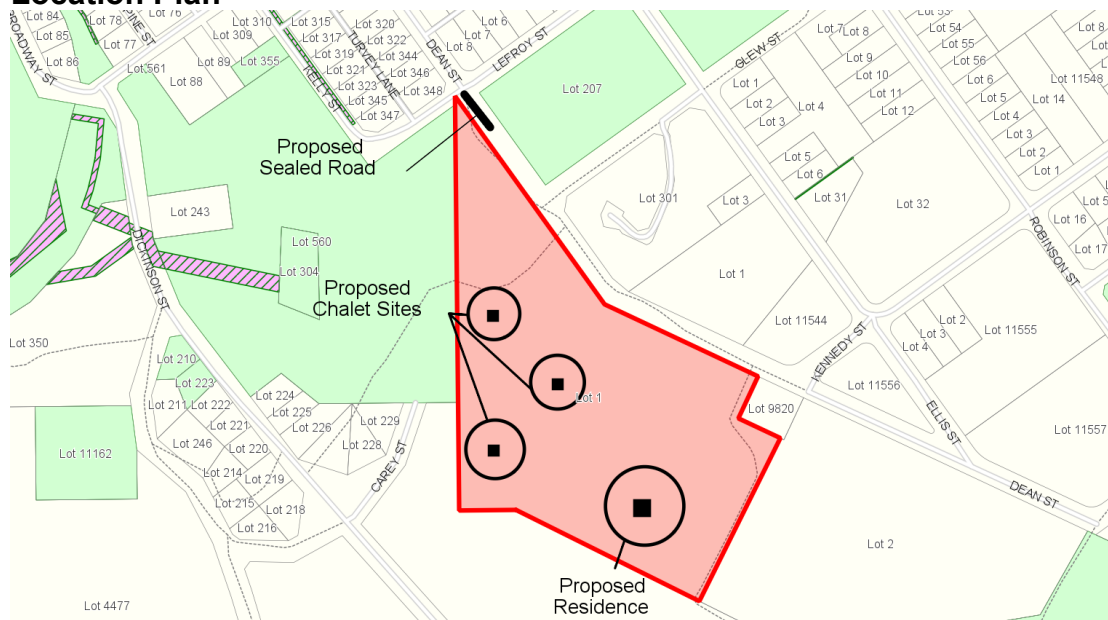 Location Plan
Lot 84
Lot 85
Lot 86
BROADWAY ST
Lot 78
Lot 77
Lot 76
Lot 561
Lot 88
Lot 89
Lot 309
Lot 310
Lot 355
Lot 315
Lot 317
Lot 319
Lot 321
Lot 323
Lot 345
Lot 347
KELLY ST
TURVEY LANE
Lot 320
Lot 322
Lot 344
Lot 346
Lot 348
DEAN ST
Lot 6
Lot 7
Lot 8
LEFROY ST
Lot 207
GLEW ST
Lot 1
Lot 2
Lot 3
Lot 4
Lot 7
Lot 8
Lot 9
Lot 10
Lot 11
Lot 12
Lot 5
Lot 6
Lot 31
Lot 32
Lot 53
Lot 54
Lot 55
Lot 56
Lot 6
Lot 5
Lot 4
Lot 3
Lot 2
Lot 1
Lot 14
Lot 11548
Lot 8
Proposed
Sealed Road
Lot 243
DICKINSON ST
Lot 560
Lot 304
Proposed
Chalet Sites
Lot 301
Lot 3
Lot 1
Lot 16
Lot 17
ROBINSON ST
Lot 11544
KENNEDY ST
Lot 2
Lot 3
Lot 4
Lot 11555
Lot 350
Lot 210
Lot 223
Lot 211
Lot 222
Lot 221
Lot 246
Lot 220
Lot 214
Lot 219
Lot 215
Lot 218
Lot 216
Lot 224
Lot 225
Lot 226
Lot 229
Lot 228
CAREY ST
Lot 1
Lot 9820
Lot 11556
ELLIS ST
Lot 11557
DEAN ST
Lot 11162
Lot 2
Lot 4477
Proposed
Residence